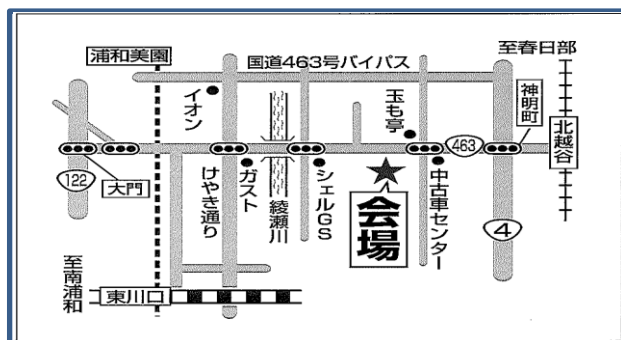 至春日部
浦和美園
国道463号バイパス
イオン
玉も亭
神明町
北越谷
463
122
大門
けやき通り
ガスト
綾瀬川
シェルGS
会場
中古車センター
4
至南浦和
東川口